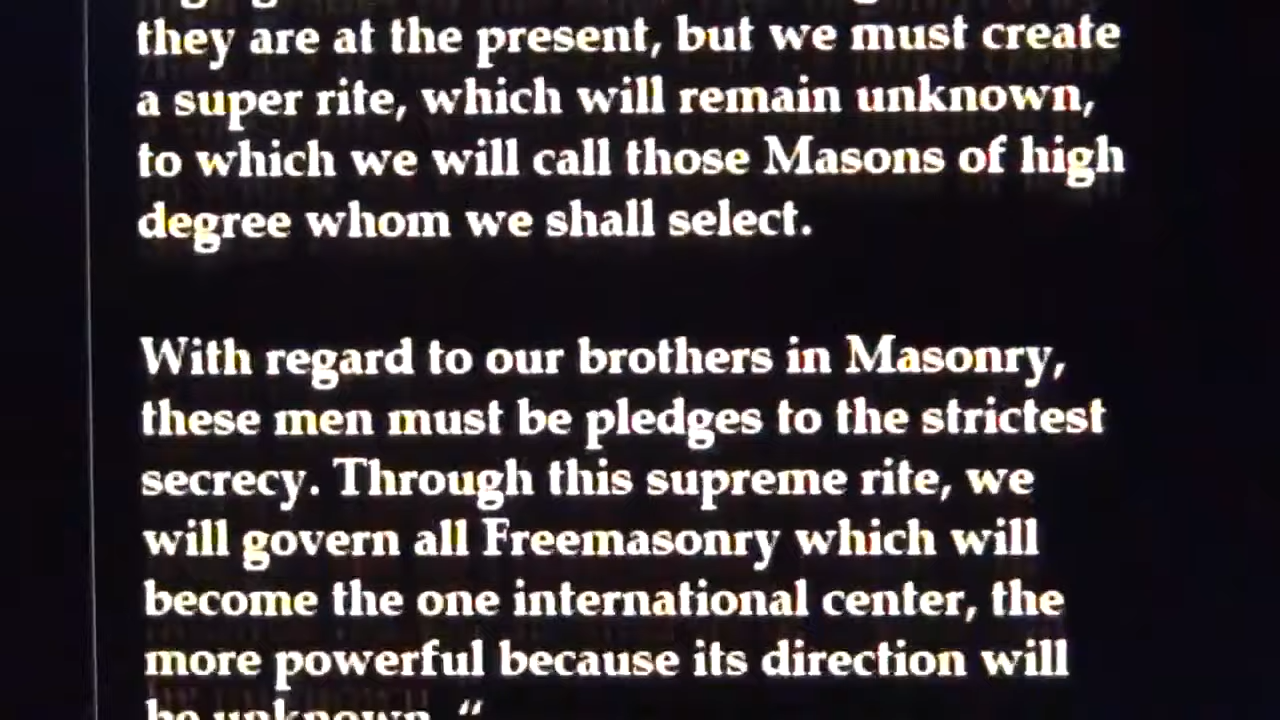 they are at the present, but we must create
a super rite, which will remain unknown,
to which we will call those Masons of high
degree whom we shall select.
With regard to our brothers in Masonry,
these men must be pledges to the strictest
secrecy. Through this supreme rite, we
will govern all Freemasonry which will
become the one international center, the
more powerful because its direction will
be unknown. “